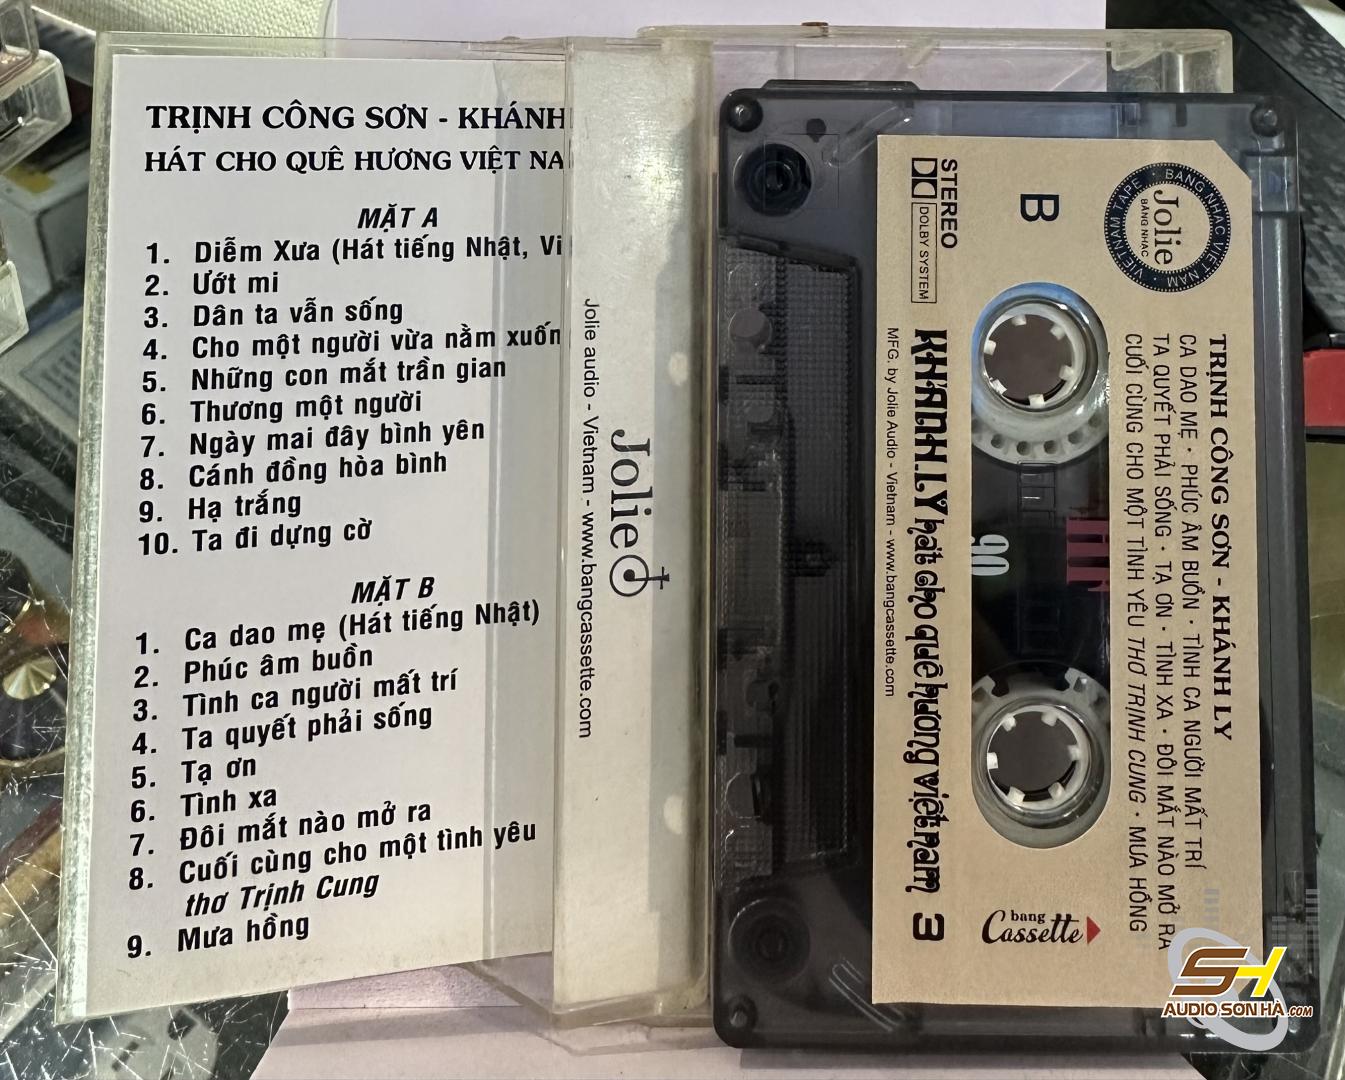 TRỊNH CÔNG SƠN - KHÁNH
HÁT CHO QUÊ HƯƠNG VIỆT NA
MẶT A
1. Diễm Xưa (Hát tiếng Nhật, Vi
2. Ướt mi
3. Dân ta vẫn sống
4. Cho một người vừa nằm xuốn
5. Những con mắt trần gian
6. Thương một người
7. Ngày mai đây bình yên
8. Cánh đồng hòa bình
9. Hạ trắng
10. Ta đi dựng cờ
MẶT B
1. Ca dao mẹ (Hát tiếng Nhật)
2. Phúc âm buồn
3. Tình ca người mất trí
4. Ta quyết phải sống
5. Tạ ơn
6. Tình xa
7. Đôi mắt nào mở ra
8. Cuối cùng cho một tình yêu
thơ Trịnh Cung
9. Mưa hồng
Jolie
Jolie audio - Vietnam - www.bangcassette.com
BĂNG NHẠC VIỆT NAM · VIETNAM TAPE ·
Jolie
BĂNG NHẠC
TRỊNH CÔNG SƠN - KHÁNH LY
CA DAO MẸ · PHÚC ÂM BUỒN · TÌNH CA NGƯỜI MẤT TRÍ
TA QUYẾT PHẢI SỐNG · TẠ ƠN · TÌNH XA · ĐÔI MẮT NÀO MỞ RA
CUỐI CÙNG CHO MỘT TÌNH YÊU THƠ TRỊNH CUNG · MƯA HỒNG
B
90
bang
Cassette
STEREO
DOLBY SYSTEM
KHÁNH LY hát cho quê hương việt nam 3
MFG. by Jolie Audio - Vietnam - www.bangcassette.com
SH
AUDIO SƠN HÀ.COM